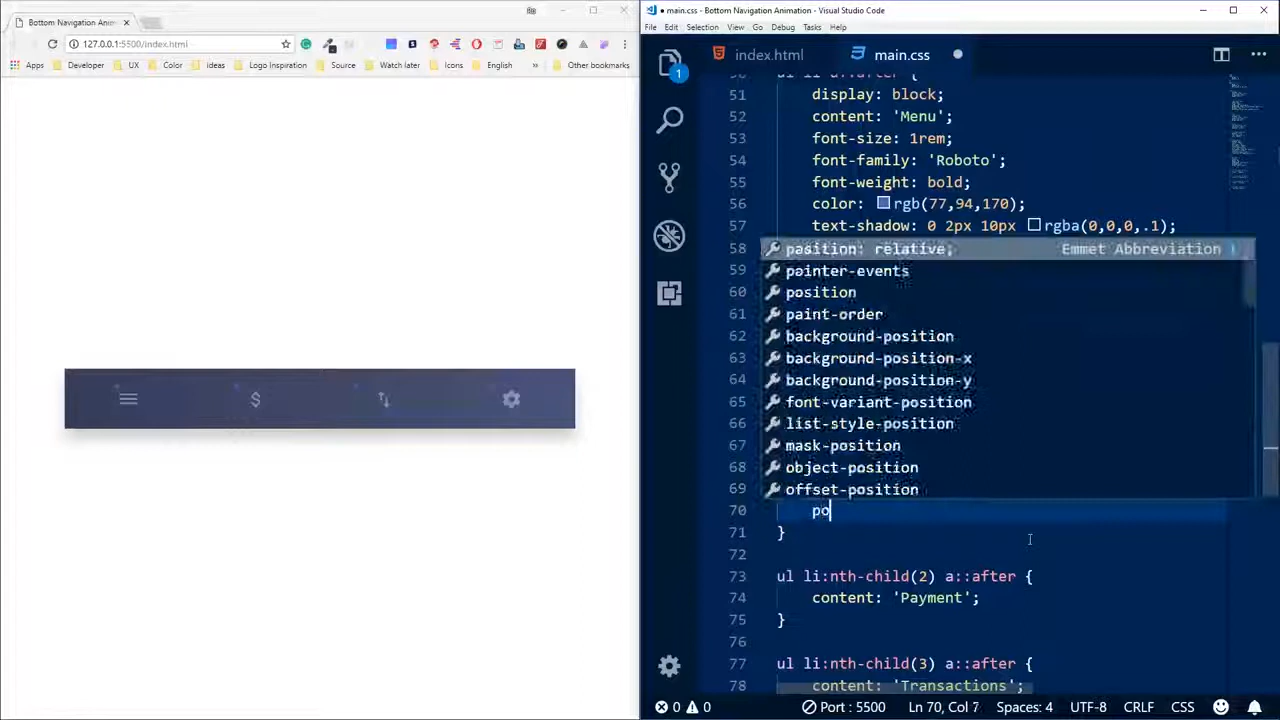 Bottom Navigation Anim
127.0.0.1:5500/index.html
Apps Developer UX Color ideas Logo Inspiration Source Watch later icons English Other bookmarks
$
● main.css - Bottom Navigation Animation - Visual Studio Code
File Edit Selection View Go Debug Tasks Help
1
index.html
main.css
ul li a::after {
51 display: block;
52 content: 'Menu';
53 font-size: 1rem;
54 font-family: 'Roboto';
55 font-weight: bold;
56 color: rgb(77,94,170);
57 text-shadow: 0 2px 10px rgba(0,0,0,.1);
58 position: relative; Emmet Abbreviation
59 pointer-events
60 position
61 paint-order
62 background-position
63 background-position-x
64 background-position-y
65 font-variant-position
66 list-style-position
67 mask-position
68 object-position
69 offset-position
70 po
71 }
72
73 ul li:nth-child(2) a::after {
74 content: 'Payment';
75 }
76
77 ul li:nth-child(3) a::after {
78 content: 'Transactions';
0 0 Port : 5500 Ln 70, Col 7 Spaces: 4 UTF-8 CRLF CSS